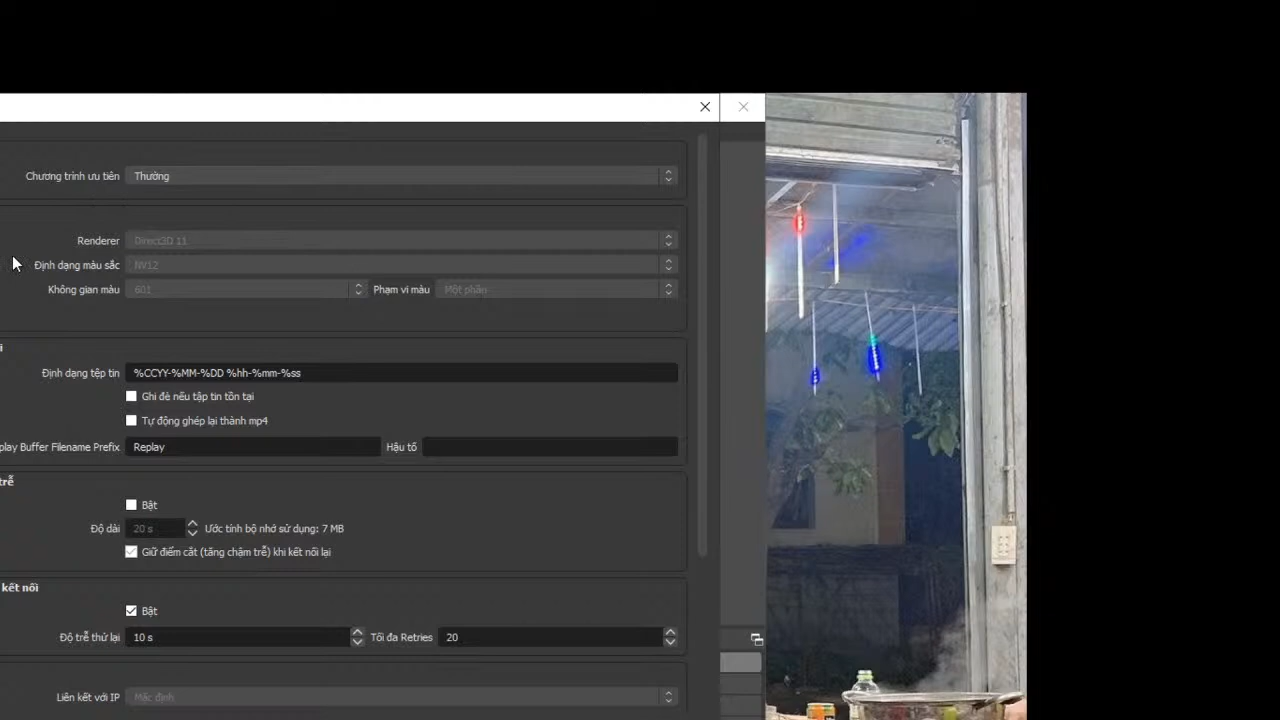 Chương trình ưu tiên Thường
Renderer Direct3D 11
Định dạng màu sắc NV12
Không gian màu 601 Phạm vi màu Một phần
i
Định dạng tệp tin %CCYY-%MM-%DD %hh-%mm-%ss
Ghi đè nếu tập tin tồn tại
Tự động ghép lại thành mp4
play Buffer Filename Prefix Replay Hậu tố
trễ
Bật
Độ dài 20 s Ước tính bộ nhớ sử dụng: 7 MB
Giữ điểm cắt (tăng chậm trễ) khi kết nối lại
kết nối
Bật
Độ trễ thử lại 10 s Tối đa Retries 20
Liên kết với IP Mặc định